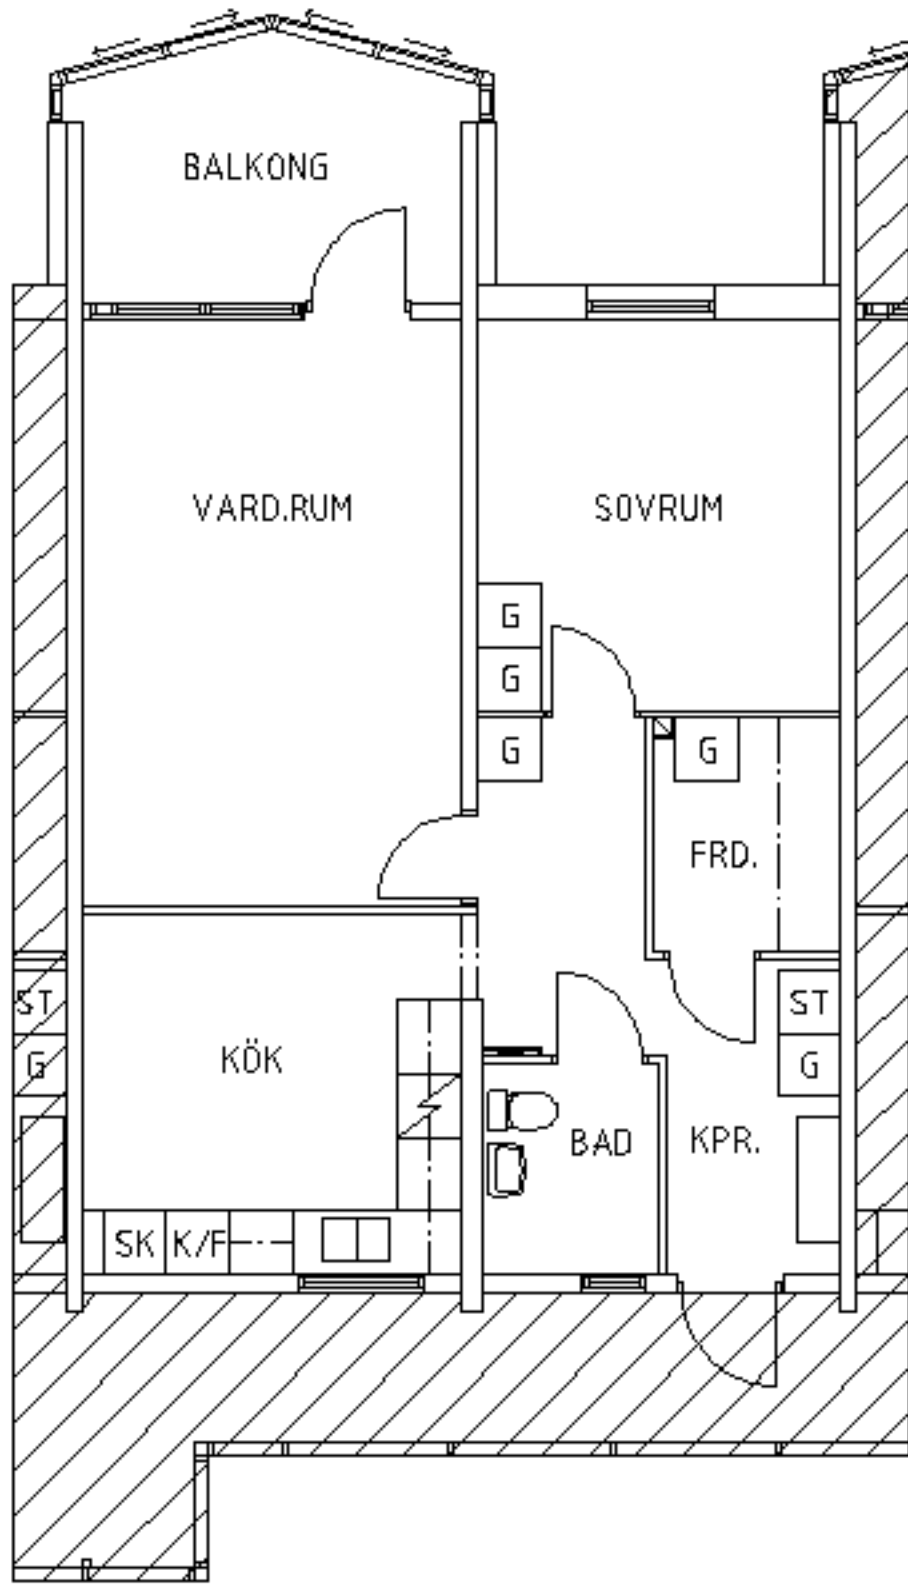 BALKONG
VARD.RUM
SOVRUM
G
G
G
G
FRD.
ST
ST
G
KÖK
G
BAD
KPR.
SK
K/F